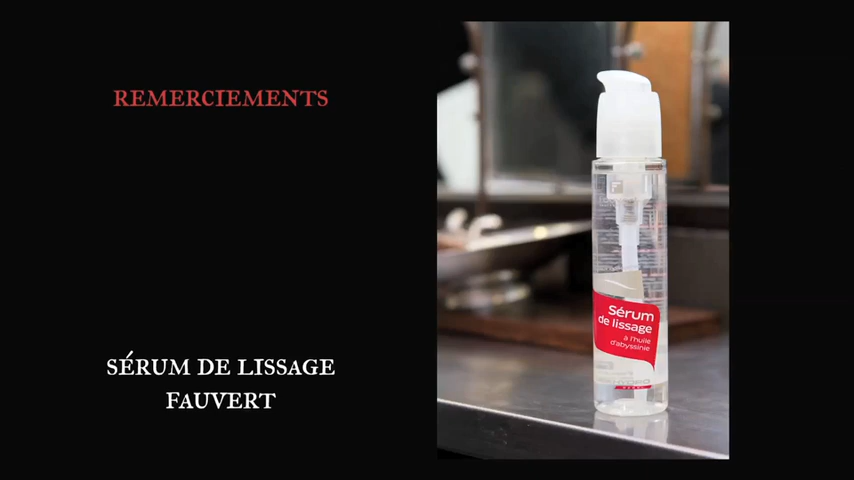 REMERCIEMENTS
SÉRUM DE LISSAGE
FAUVERT
Sérum
de lissage
à l'huile
d'abyssinie